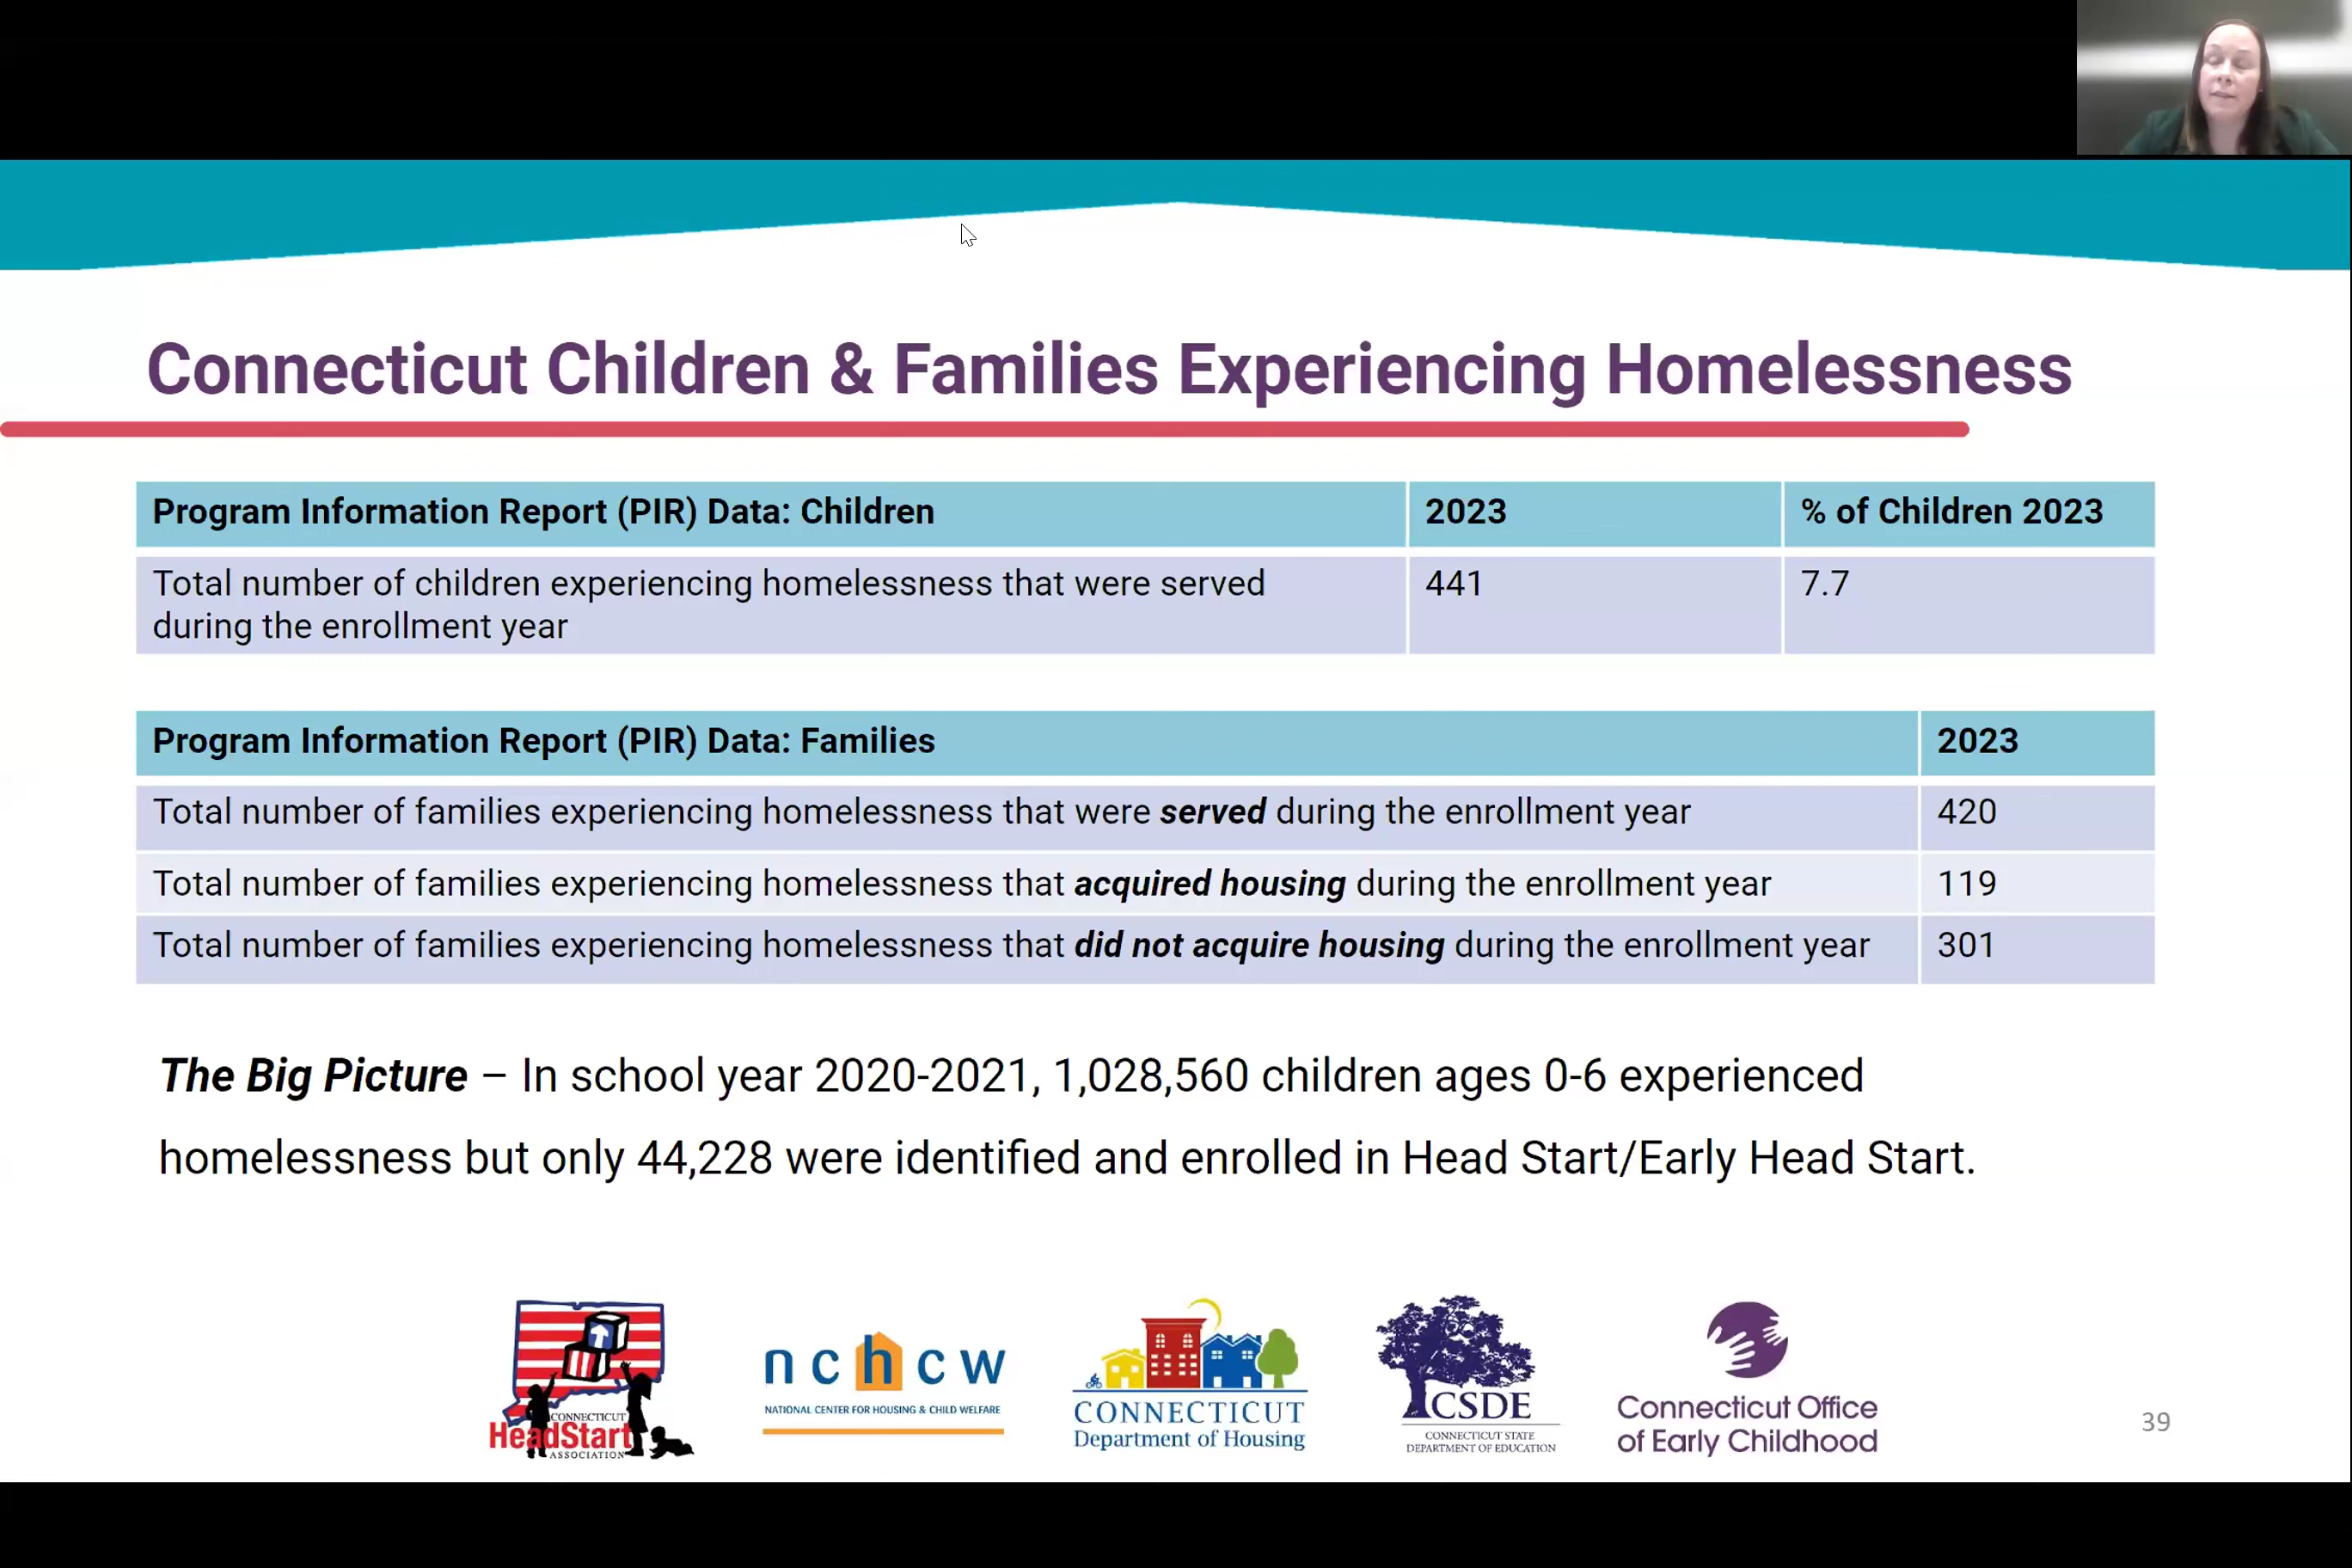 Connecticut Children & Families Experiencing Homelessness
Program Information Report (PIR) Data: Children
2023
% of Children 2023
Total number of children experiencing homelessness that were served
during the enrollment year
441
7.7
Program Information Report (PIR) Data: Families
2023
Total number of families experiencing homelessness that were served during the enrollment year
420
Total number of families experiencing homelessness that acquired housing during the enrollment year
119
Total number of families experiencing homelessness that did not acquire housing during the enrollment year
301
The Big Picture – In school year 2020-2021, 1,028,560 children ages 0-6 experienced
homelessness but only 44,228 were identified and enrolled in Head Start/Early Head Start.
CONNECTICUT
HeadStart
ASSOCIATION
nchcw
NATIONAL CENTER FOR HOUSING & CHILD WELFARE
CONNECTICUT
Department of Housing
CSDE
CONNECTICUT STATE
DEPARTMENT OF EDUCATION
Connecticut Office
of Early Childhood
39